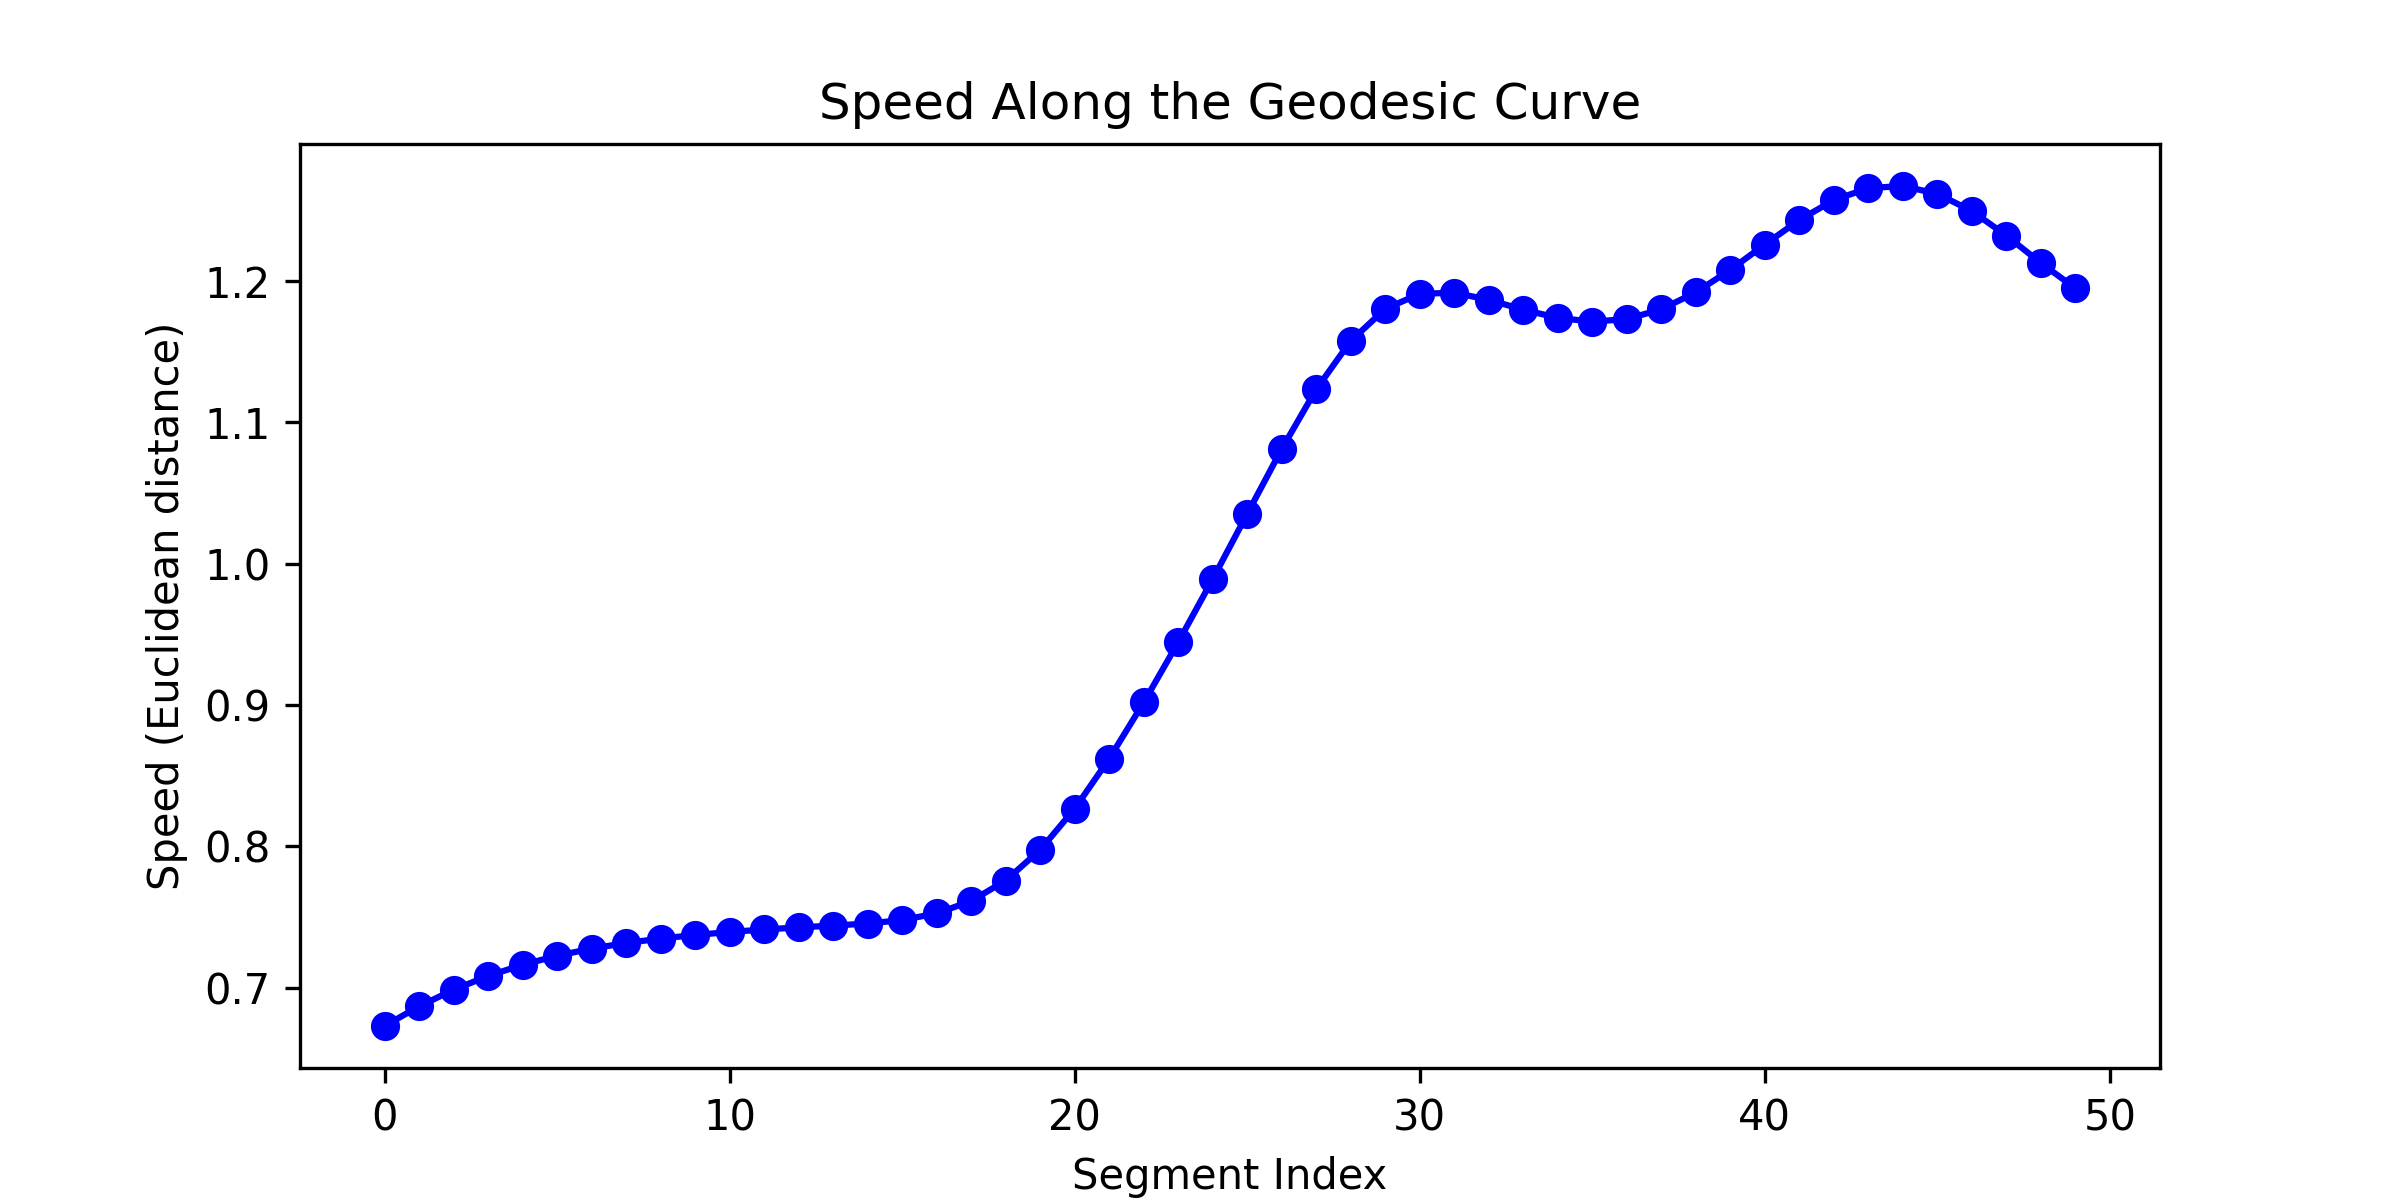 Speed Along the Geodesic Curve
Speed (Euclidean distance)
1.2
1.1
1.0
0.9
0.8
0.7
0 10 20 30 40 50
Segment Index